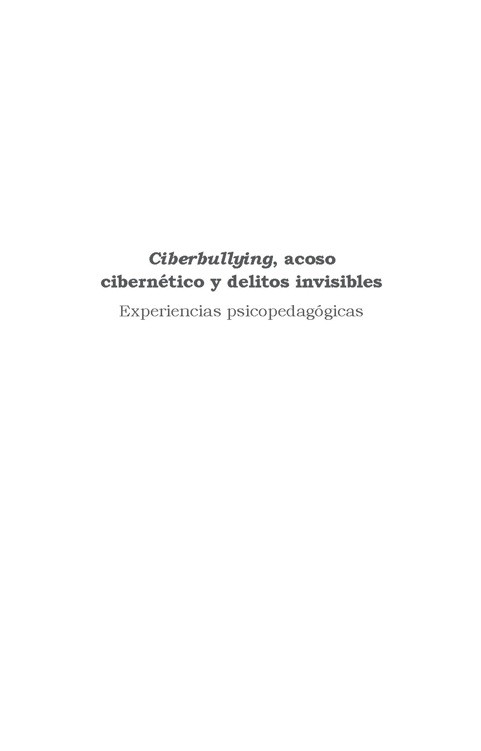 Ciberbullying, acoso
cibernético y delitos invisibles
Experiencias psicopedagógicas